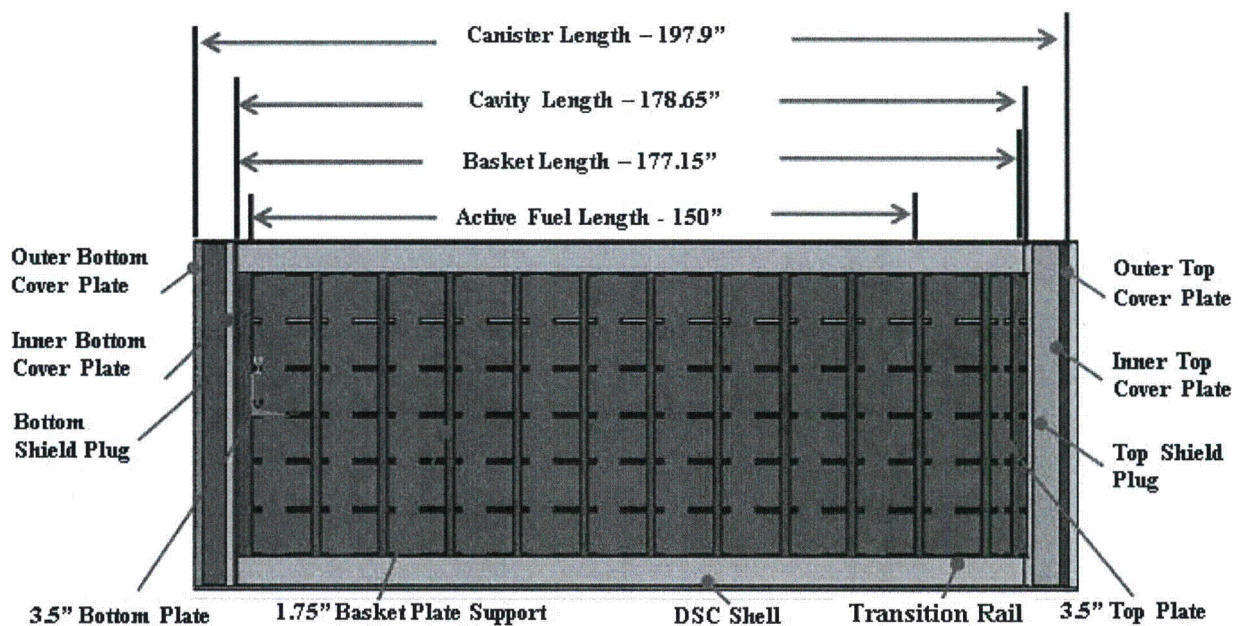 Canister Length – 197.9”
Cavity Length – 178.65”
Basket Length – 177.15”
Active Fuel Length - 150”
Outer Bottom
Cover Plate
Inner Bottom
Cover Plate
Bottom
Shield Plug
Outer Top
Cover Plate
Inner Top
Cover Plate
Top Shield
Plug
3.5” Bottom Plate
1.75” Basket Plate Support
DSC Shell
Transition Rail
3.5” Top Plate